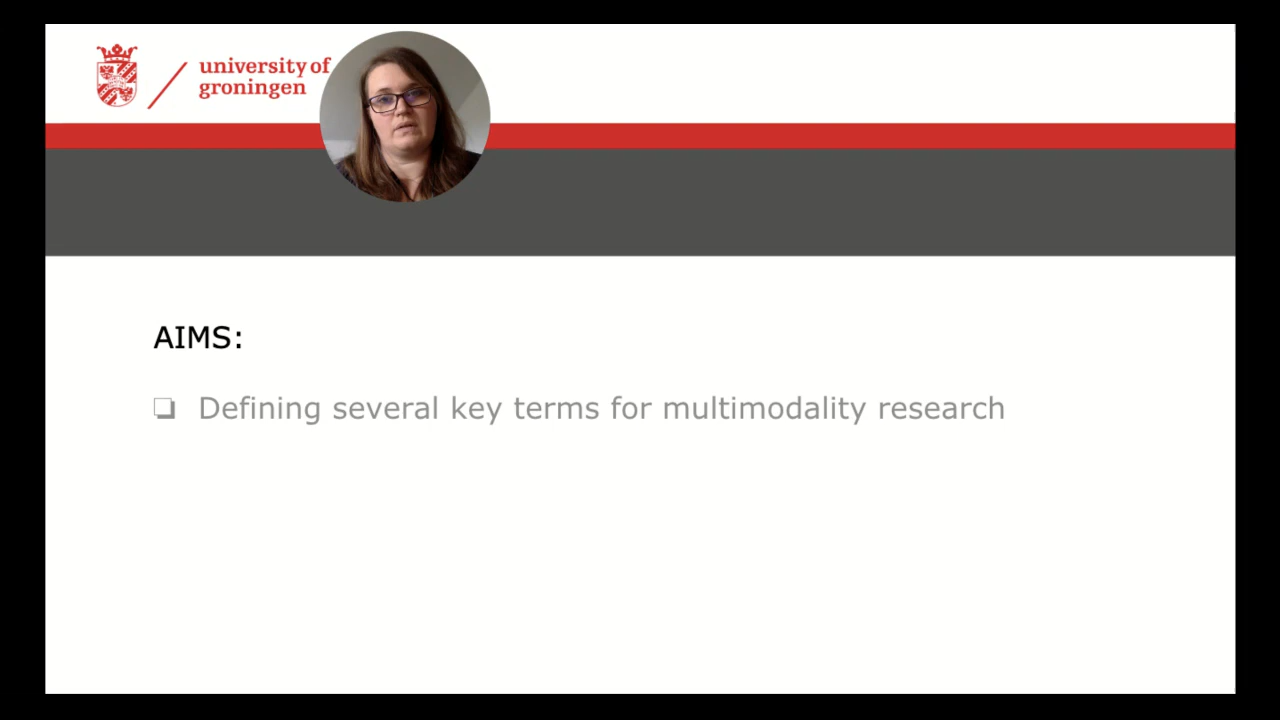 university of
groningen
AIMS:
❏ Defining several key terms for multimodality research